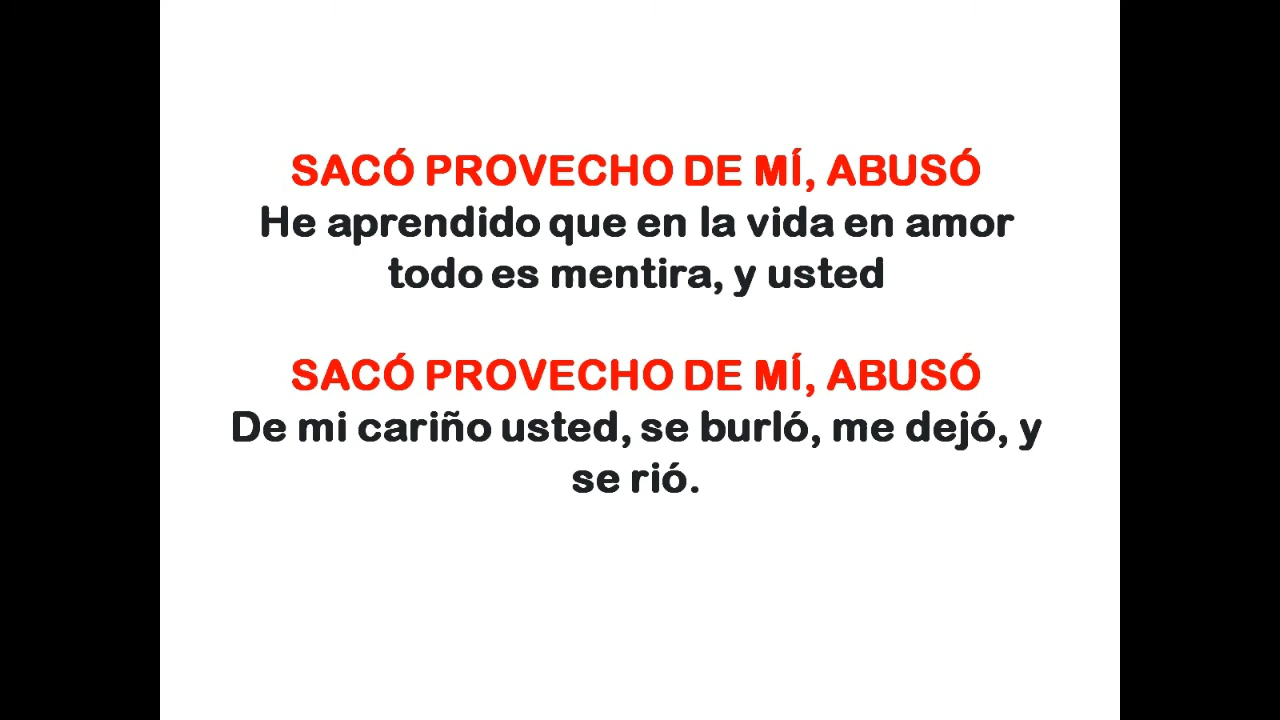 SACÓ PROVECHO DE MÍ, ABUSÓ
He aprendido que en la vida en amor
todo es mentira, y usted
SACÓ PROVECHO DE MÍ, ABUSÓ
De mi cariño usted, se burló, me dejó, y
se rió.